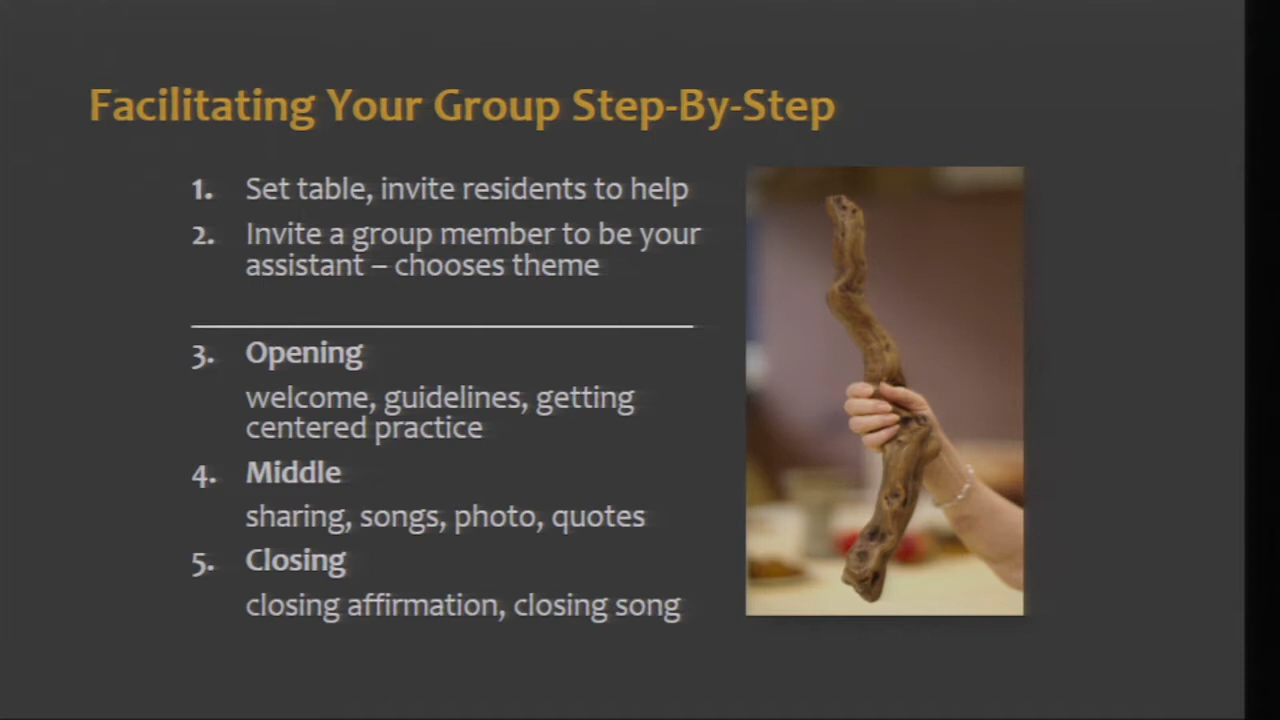 Facilitating Your Group Step-By-Step
1. Set table, invite residents to help
2. Invite a group member to be your
assistant – chooses theme
3. Opening
welcome, guidelines, getting
centered practice
4. Middle
sharing, songs, photo, quotes
5. Closing
closing affirmation, closing song